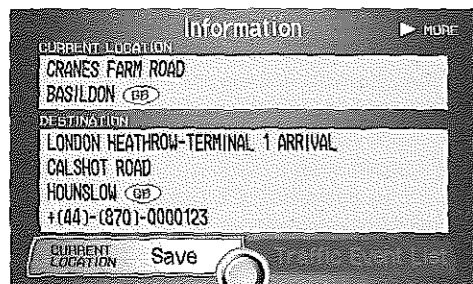 Information
▶ MORE
CURRENT LOCATION
CRANES FARM ROAD
BASILDON GB
DESTINATION
LONDON HEATHROW-TERMINAL 1 ARRIVAL
CALSHOT ROAD
HOUNSLOW GB
+(44)-(870)-0000123
CURRENT
LOCATION
Save